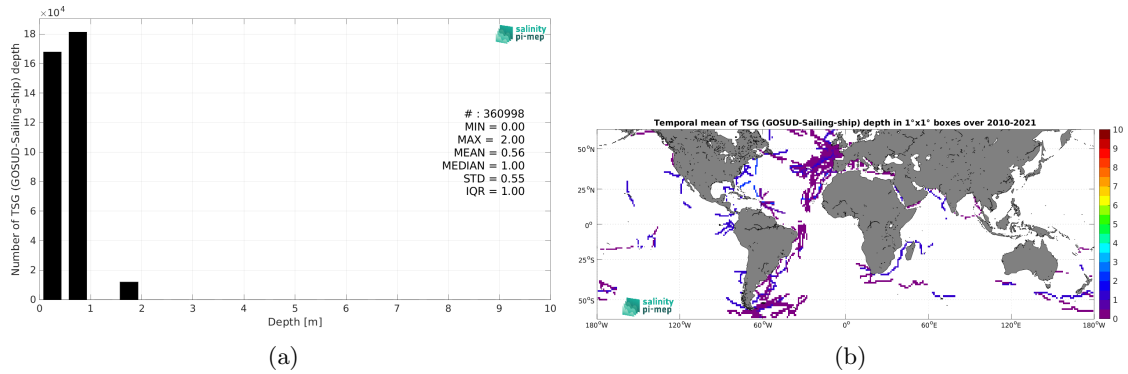 ×10⁴
18
16
14
12
10
8
6
4
2
0
Number of TSG (GOSUD-Sailing-ship) depth
salinity
pi-mep
# : 360998
MIN = 0.00
MAX = 2.00
MEAN = 0.56
MEDIAN = 1.00
STD = 0.55
IQR = 1.00
0 1 2 3 4 5 6 7 8 9 10
Depth [m]
(a)
Temporal mean of TSG (GOSUD-Sailing-ship) depth in 1°x1° boxes over 2010-2021
50°N
25°N
0°
25°S
50°S
salinity
pi-mep
180°W 120°W 60°W 0° 60°E 120°E 180°W
10
9
8
7
6
5
4
3
2
1
0
(b)